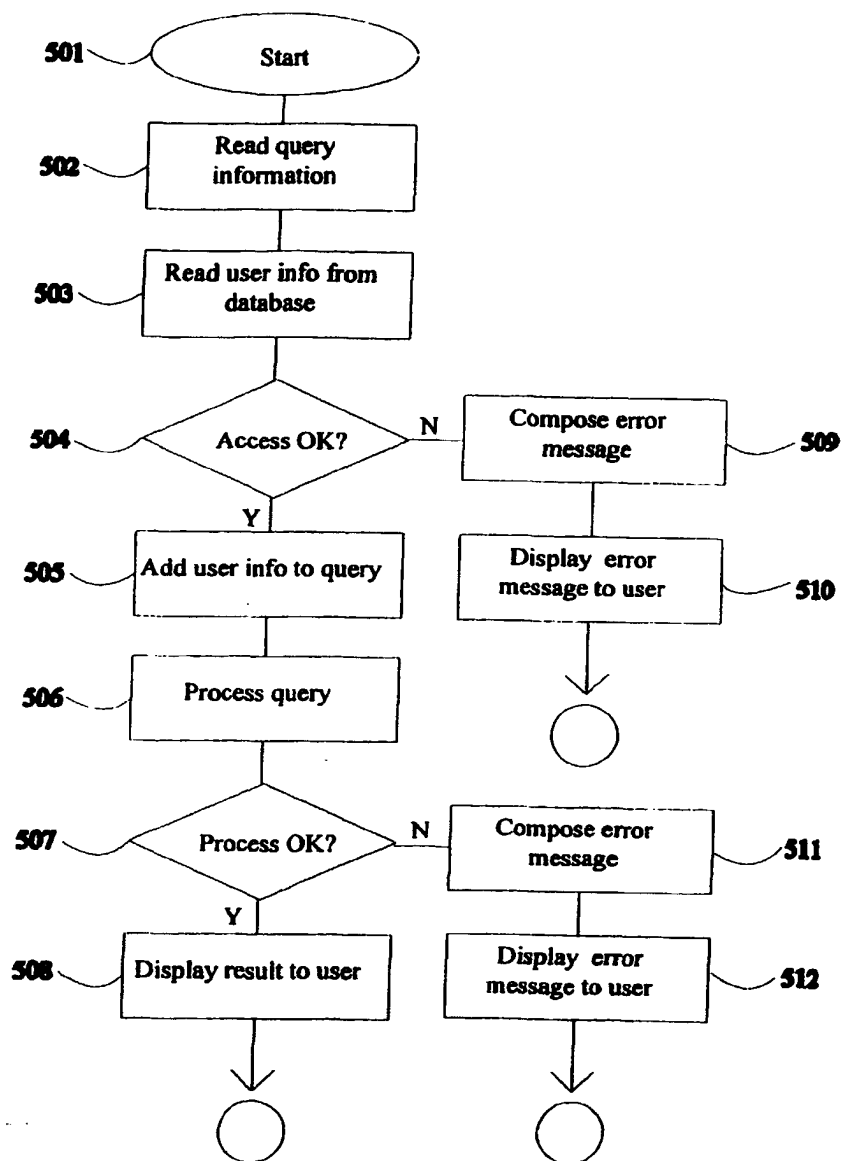 501
Start
502
Read query
information
503
Read user info from
database
504
Access OK?
N
Compose error
message
509
Y
505
Add user info to query
Display error
message to user
510
506
Process query
507
Process OK?
N
Compose error
message
511
Y
508
Display result to user
Display error
message to user
512